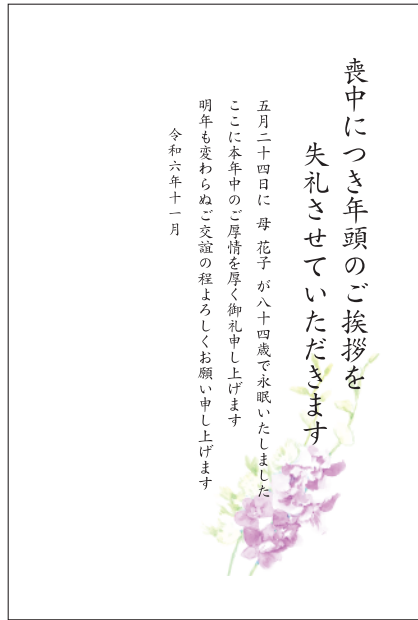 喪中につき年頭のご挨拶を
失礼させていただきます
五月二十四日に 母 花子 が八十四歳で永眠いたしました
ここに本年中のご厚情を厚く御礼申し上げます
明年も変わらぬご交誼の程よろしくお願い申し上げます
令和六年十一月